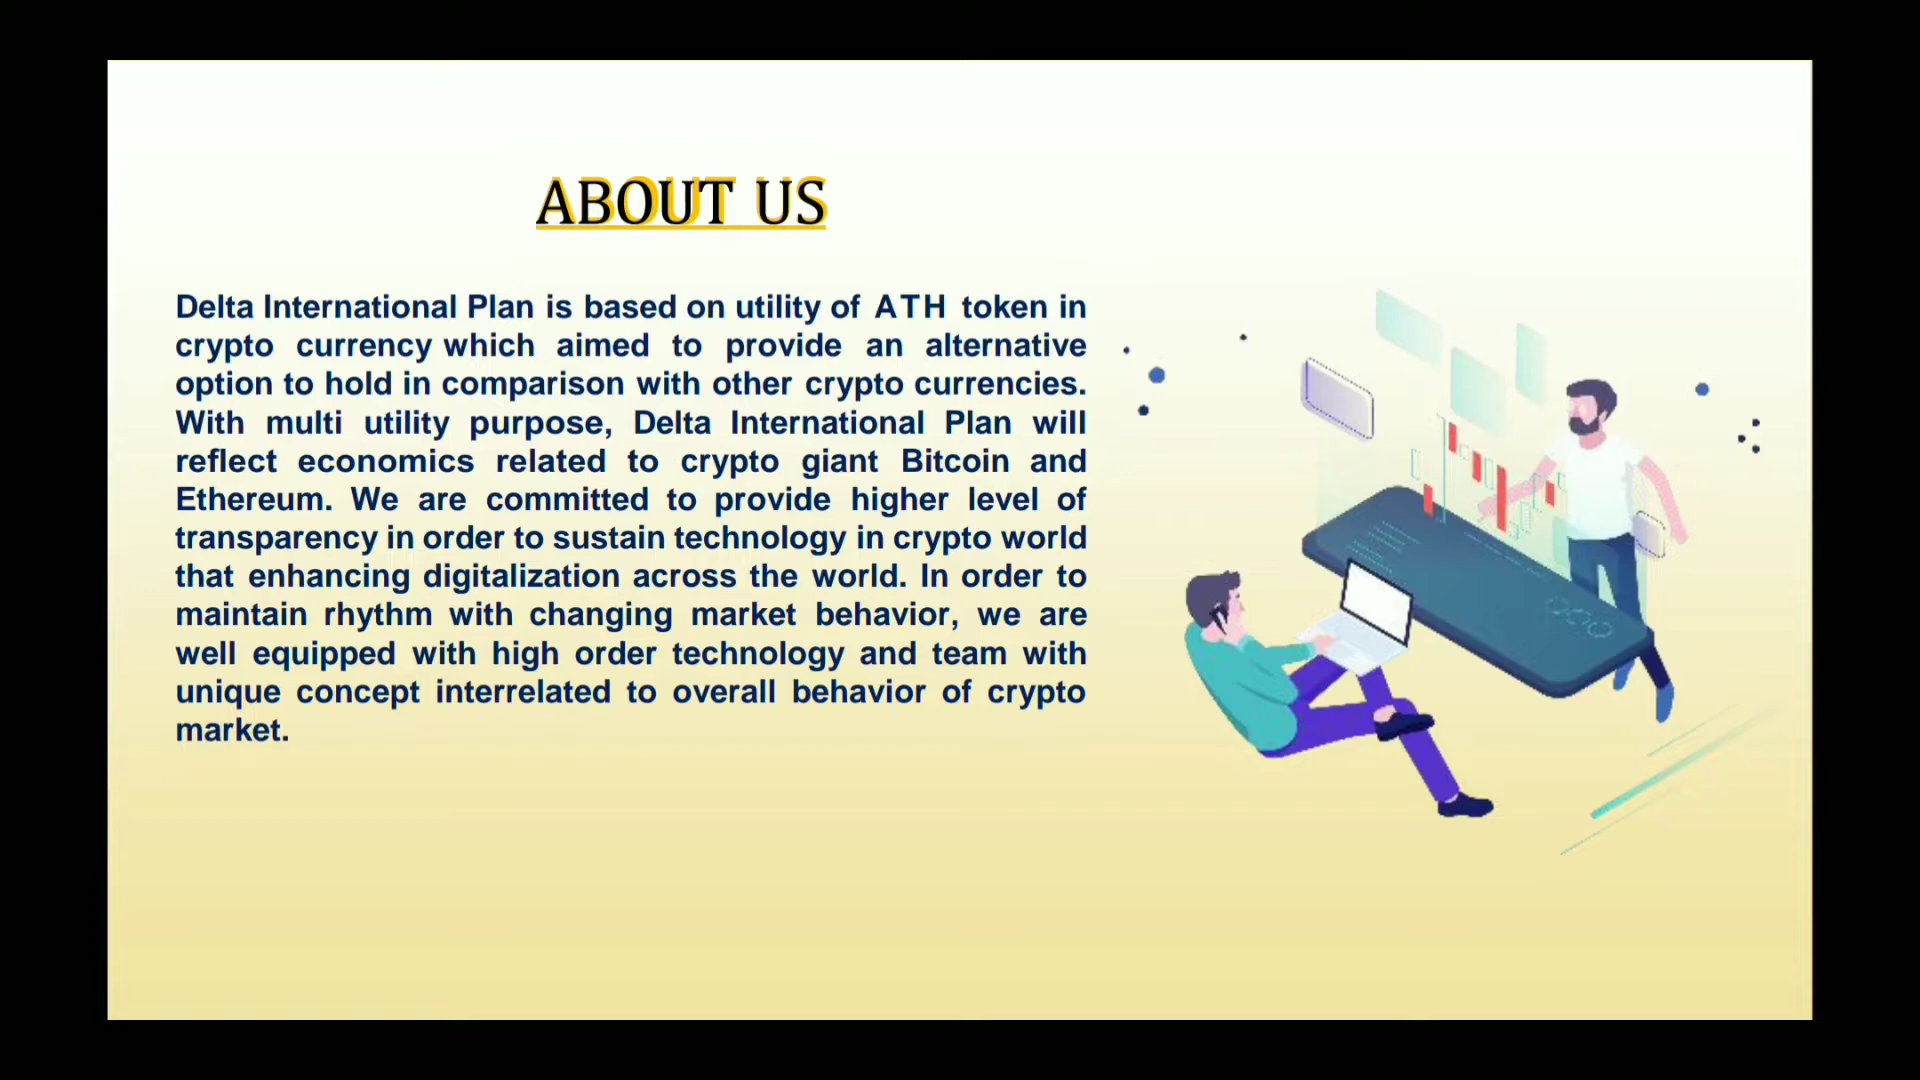 ABOUT US
Delta International Plan is based on utility of ATH token in
crypto currency which aimed to provide an alternative
option to hold in comparison with other crypto currencies.
With multi utility purpose, Delta International Plan will
reflect economics related to crypto giant Bitcoin and
Ethereum. We are committed to provide higher level of
transparency in order to sustain technology in crypto world
that enhancing digitalization across the world. In order to
maintain rhythm with changing market behavior, we are
well equipped with high order technology and team with
unique concept interrelated to overall behavior of crypto
market.